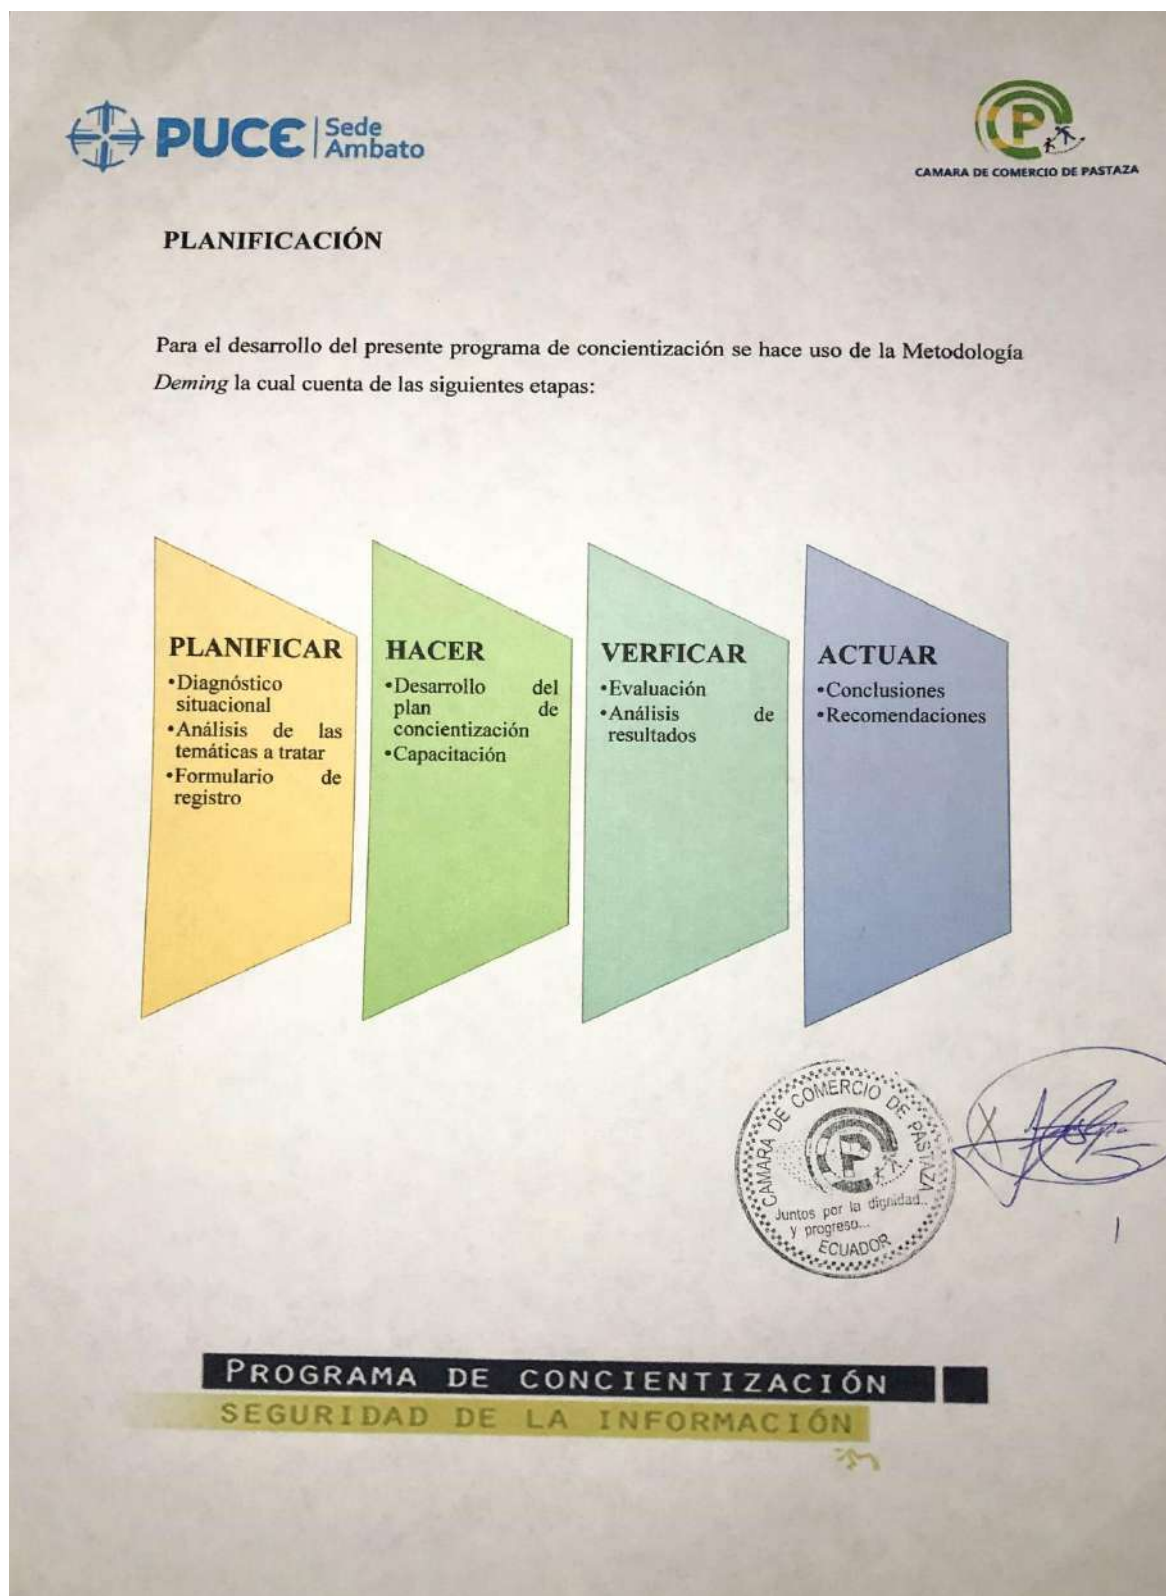 PUCE Sede
Ambato
CAMARA DE COMERCIO DE PASTAZA
PLANIFICACIÓN
Para el desarrollo del presente programa de concientización se hace uso de la Metodología
Deming la cual cuenta de las siguientes etapas:
PLANIFICAR
•Diagnóstico
situacional
•Análisis de las
temáticas a tratar
•Formulario de
registro
HACER
•Desarrollo del
plan de
concientización
•Capacitación
VERFICAR
•Evaluación
•Análisis de
resultados
ACTUAR
•Conclusiones
•Recomendaciones
CAMARA DE COMERCIO DE PASTAZA
P
Juntos por la dignidad..
y progreso...
ECUADOR
1
PROGRAMA DE CONCIENTIZACIÓN
SEGURIDAD DE LA INFORMACIÓN